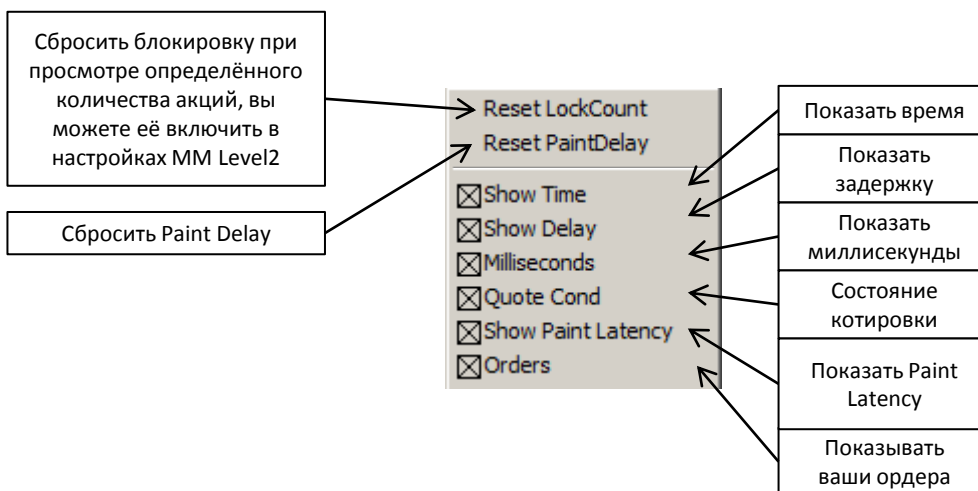 Сбросить блокировку при
просмотре определённого
количества акций, вы
можете её включить в
настройках MM Level2
Сбросить Paint Delay
Reset LockCount
Reset PaintDelay
Show Time
Show Delay
Milliseconds
Quote Cond
Show Paint Latency
Orders
Показать время
Показать
задержку
Показать
миллисекунды
Состояние
котировки
Показать Paint
Latency
Показывать
ваши ордера